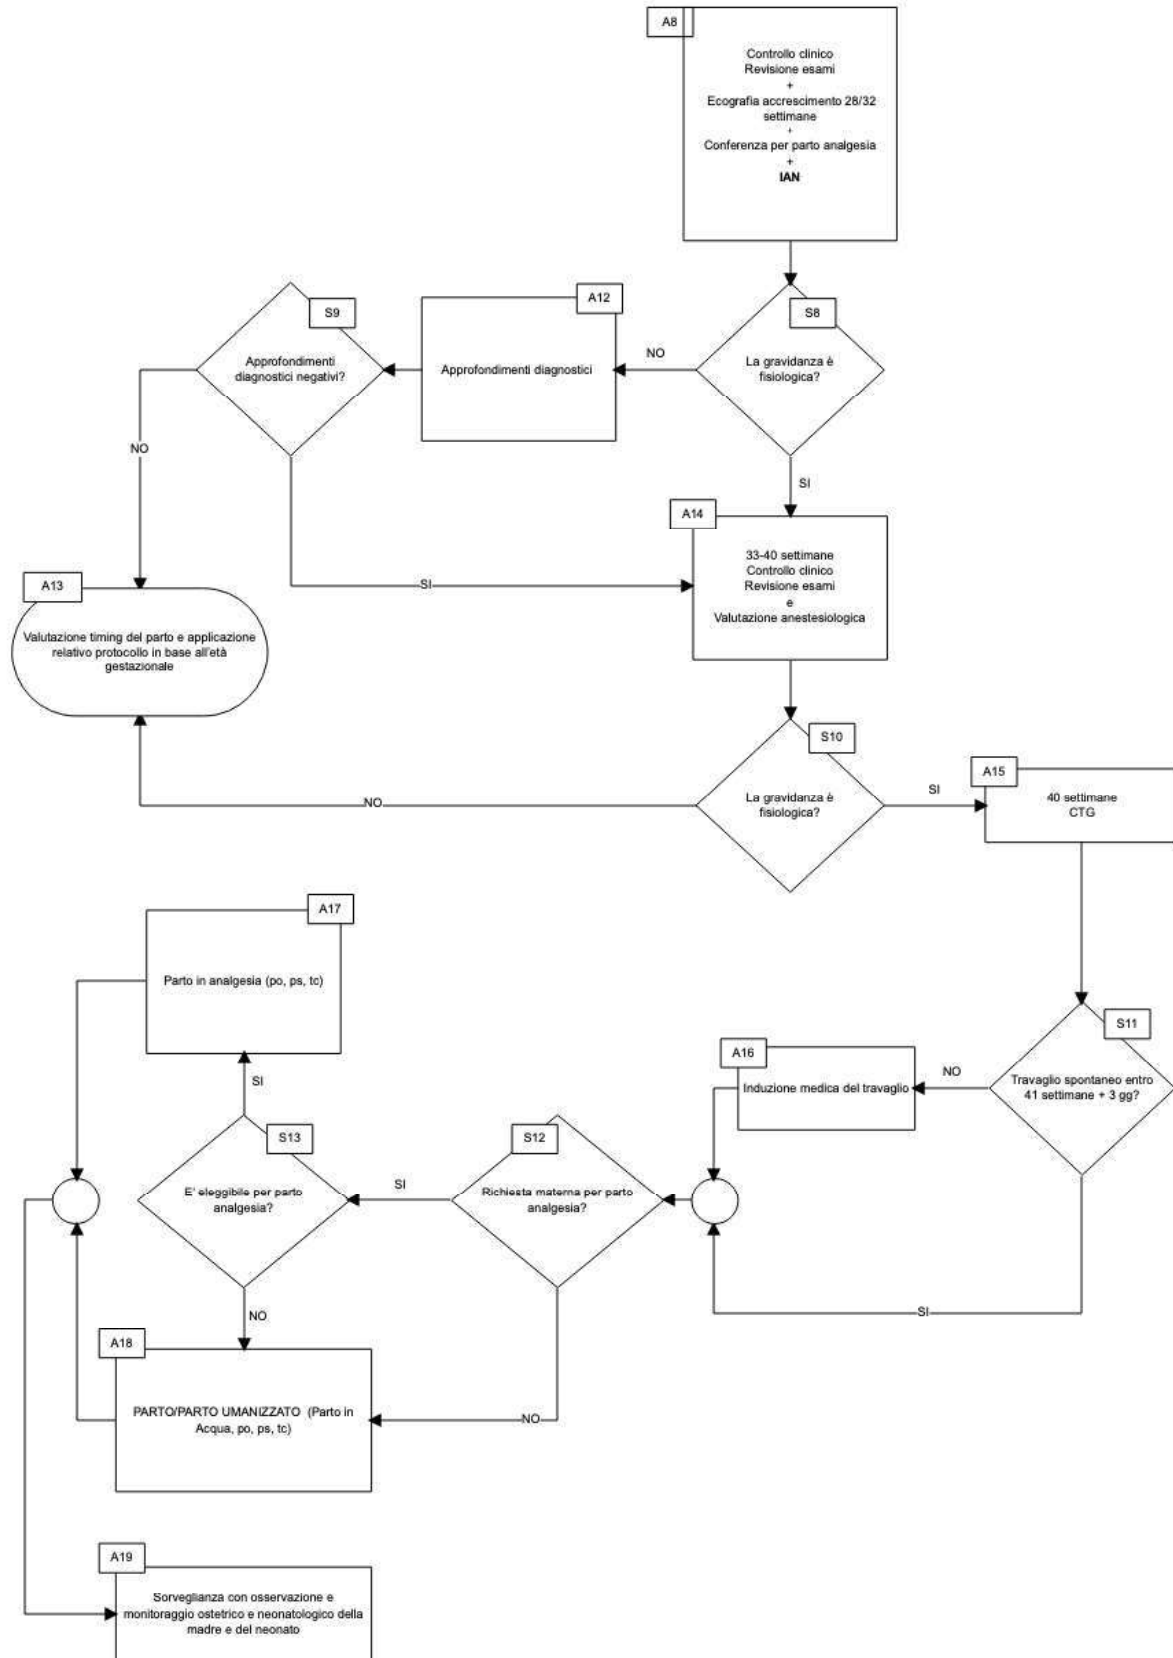 A8
Controllo clinico
Revisione esami
+
Ecografia accrescimento 28/32
settimane
+
Conferenza per parto analgesia
+
IAN
S9
A12
S8
Approfondimenti
diagnostici negativi?
Approfondimenti diagnostici
NO
La gravidanza è
fisiologica?
NO
SI
A14
33-40 settimane
Controllo clinico
Revisione esami
e
Valutazione anestesiologica
SI
A13
Valutazione timing del parto e applicazione
relativo protocollo in base all'età
gestazionale
S10
La gravidanza è
fisiologica?
NO
SI
A15
40 settimane
CTG
A17
Parto in analgesia (po, ps, tc)
S11
Travaglio spontaneo entro
41 settimane + 3 gg?
NO
A16
Induzione medica del travaglio
SI
S13
E' eleggibile per parto
analgesia?
SI
S12
Richiesta materna per parto
analgesia?
SI
NO
A18
PARTO/PARTO UMANIZZATO (Parto in
Acqua, po, ps, tc)
NO
A19
Sorveglianza con osservazione e
monitoraggio ostetrico e neonatologico della
madre e del neonato